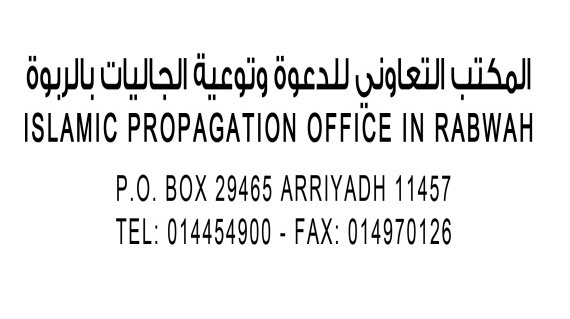 المكتب التعاوني للدعوة وتوعية الجاليات بالربوة
ISLAMIC PROPAGATION OFFICE IN RABWAH
P.O. BOX 29465 ARRIYADH 11457
TEL: 014454900 - FAX: 014970126